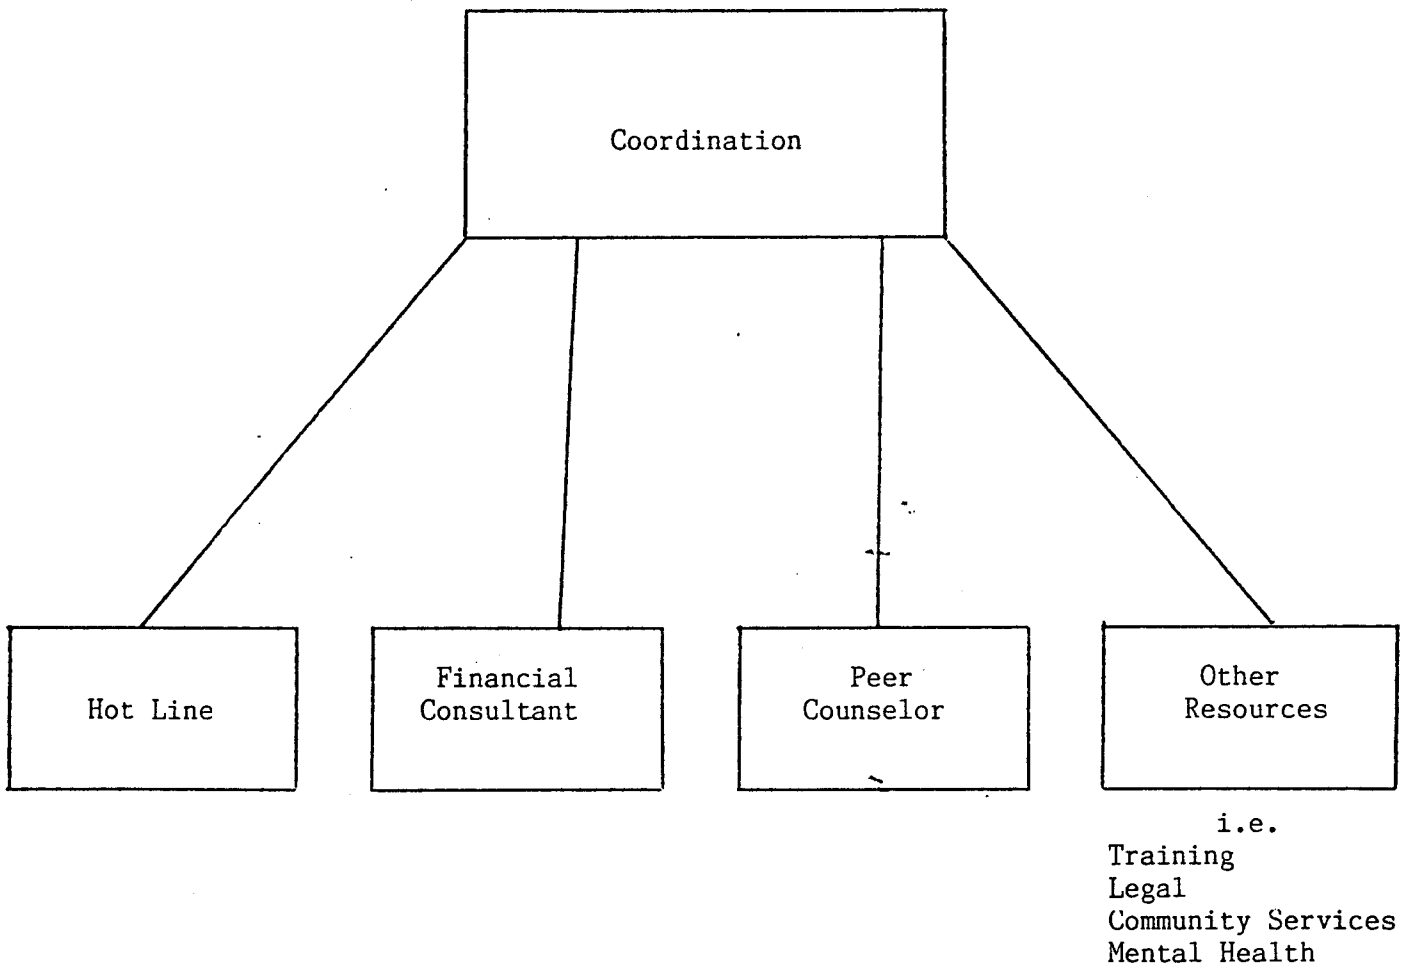 Coordination
Hot Line
Financial
Consultant
Peer
Counselor
Other
Resources
i.e.
Training
Legal
Community Services
Mental Health